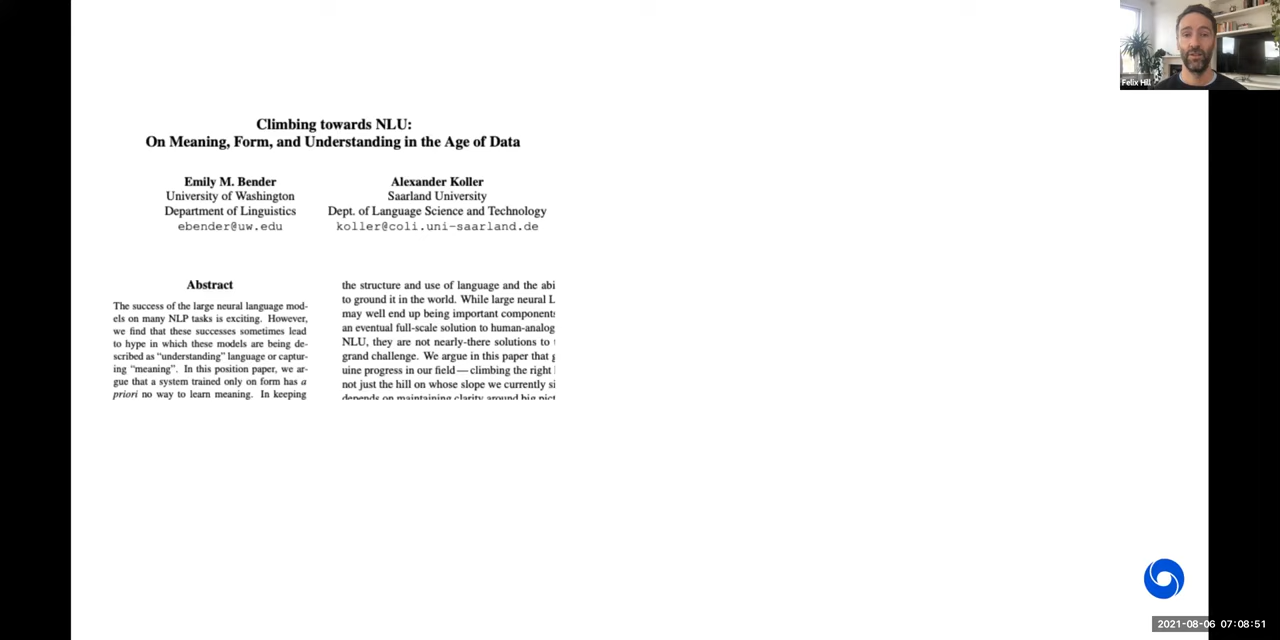 Climbing towards NLU:
On Meaning, Form, and Understanding in the Age of Data
Emily M. Bender
University of Washington
Department of Linguistics
ebender@uw.edu
Alexander Koller
Saarland University
Dept. of Language Science and Technology
koller@coli.uni-saarland.de
Abstract
The success of the large neural language mod-
els on many NLP tasks is exciting. However,
we find that these successes sometimes lead
to hype in which these models are being de-
scribed as “understanding” language or captur-
ing “meaning”. In this position paper, we ar-
gue that a system trained only on form has a
priori no way to learn meaning. In keeping
the structure and use of language and the abi
to ground it in the world. While large neural L
may well end up being important components
an eventual full-scale solution to human-analog
NLU, they are not nearly-there solutions to
grand challenge. We argue in this paper that g
uine progress in our field — climbing the right
not just the hill on whose slope we currently si
depends on maintaining clarity around big pict
Felix Hill
2021-08-06 07:08:51